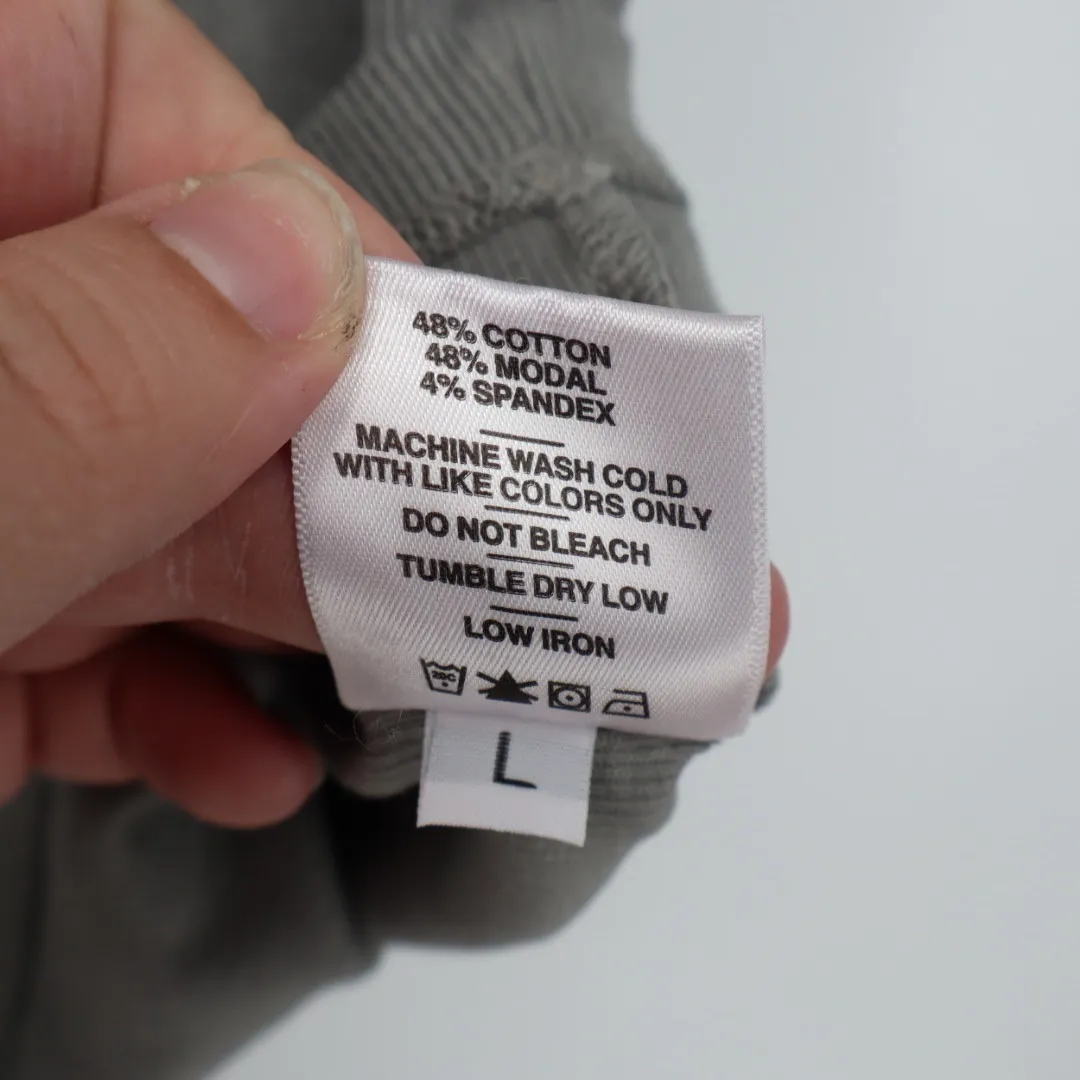 48% COTTON
48% MODAL
4% SPANDEX
MACHINE WASH COLD
WITH LIKE COLORS ONLY
DO NOT BLEACH
TUMBLE DRY LOW
LOW IRON
L